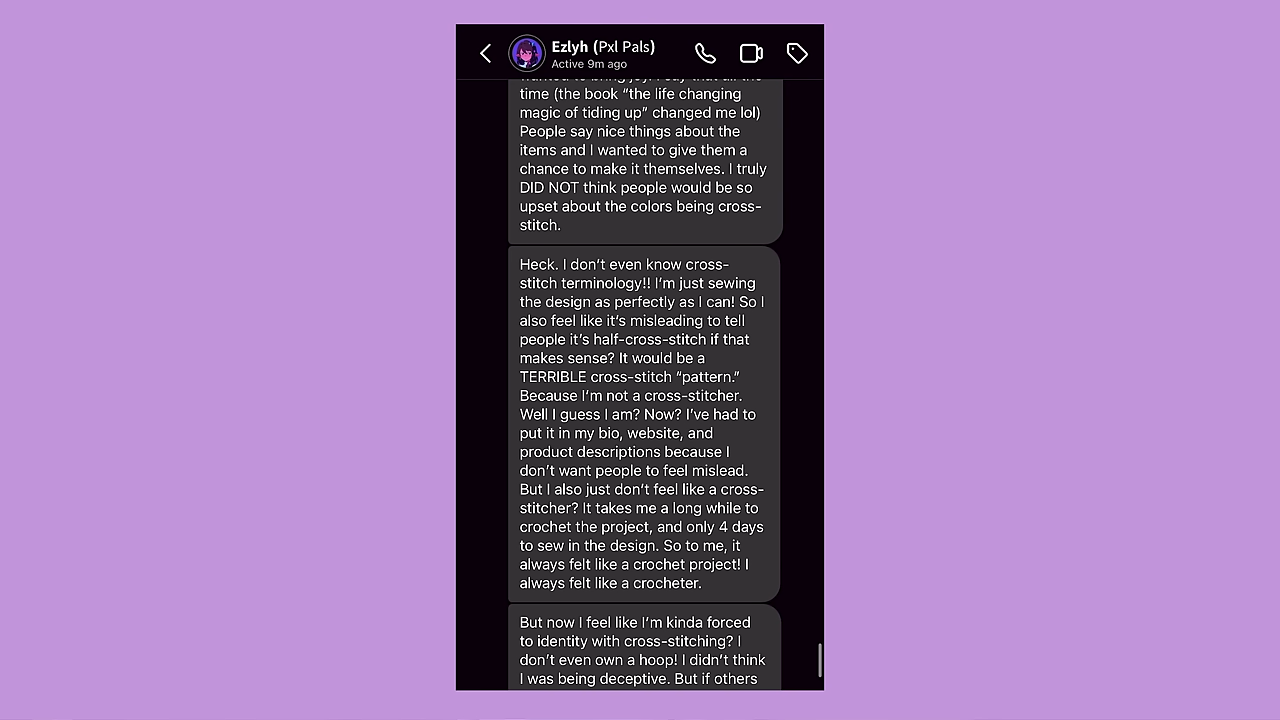 Ezlyh (Pxl Pals)
Active 9m ago
wanted to bring joy. I say that all the
time (the book “the life changing
magic of tiding up” changed me lol)
People say nice things about the
items and I wanted to give them a
chance to make it themselves. I truly
DID NOT think people would be so
upset about the colors being cross-
stitch.
Heck. I don’t even know cross-
stitch terminology!! I’m just sewing
the design as perfectly as I can! So I
also feel like it’s misleading to tell
people it’s half-cross-stitch if that
makes sense? It would be a
TERRIBLE cross-stitch “pattern.”
Because I’m not a cross-stitcher.
Well I guess I am? Now? I’ve had to
put it in my bio, website, and
product descriptions because I
don’t want people to feel mislead.
But I also just don’t feel like a cross-
stitcher? It takes me a long while to
crochet the project, and only 4 days
to sew in the design. So to me, it
always felt like a crochet project! I
always felt like a crocheter.
But now I feel like I’m kinda forced
to identity with cross-stitching? I
don’t even own a hoop! I didn’t think
I was being deceptive. But if others